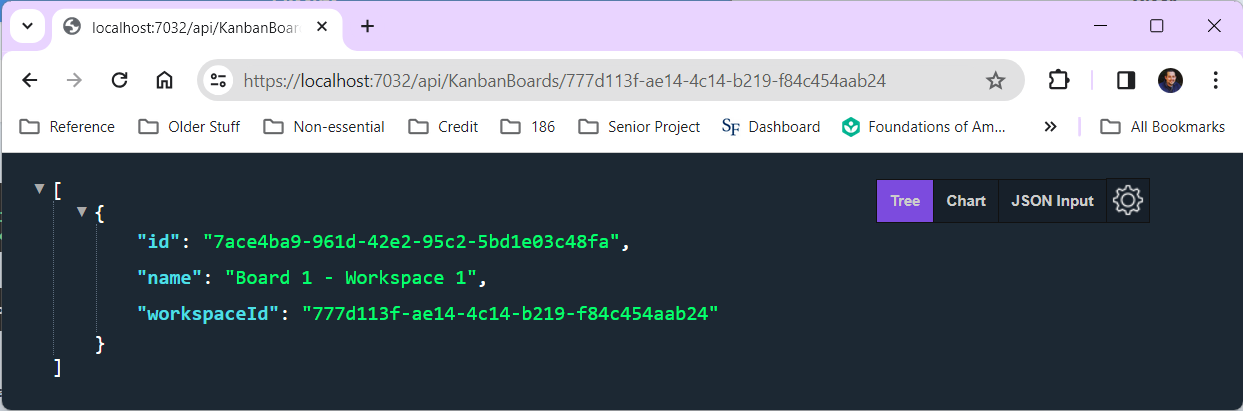 localhost:7032/api/KanbanBoar
https://localhost:7032/api/KanbanBoards/777d113f-ae14-4c14-b219-f84c454aab24
Reference Older Stuff Non-essential Credit 186 Senior Project SF Dashboard Foundations of Am... » All Bookmarks
Tree Chart JSON Input
[
{
"id": "7ace4ba9-961d-42e2-95c2-5bd1e03c48fa",
"name": "Board 1 - Workspace 1",
"workspaceId": "777d113f-ae14-4c14-b219-f84c454aab24"
}
]